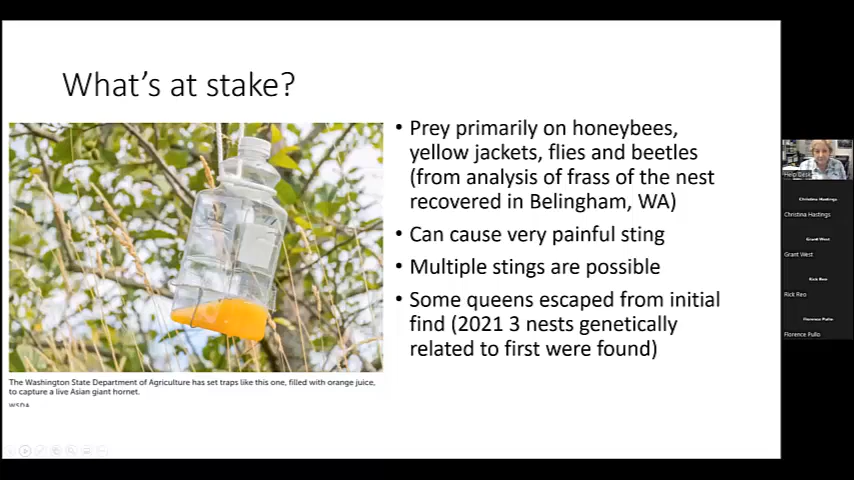 What's at stake?
• Prey primarily on honeybees,
yellow jackets, flies and beetles
(from analysis of frass of the nest
recovered in Belingham, WA)
• Can cause very painful sting
• Multiple stings are possible
• Some queens escaped from initial
find (2021 3 nests genetically
related to first were found)
The Washington State Department of Agriculture has set traps like this one, filled with orange juice,
to capture a live Asian giant hornet.
WSDA
Help Desk
Christina Hastings
Christina Hastings
Grant West
Grant West
Rick Reo
Rick Reo
Florence Pullo
Florence Pullo